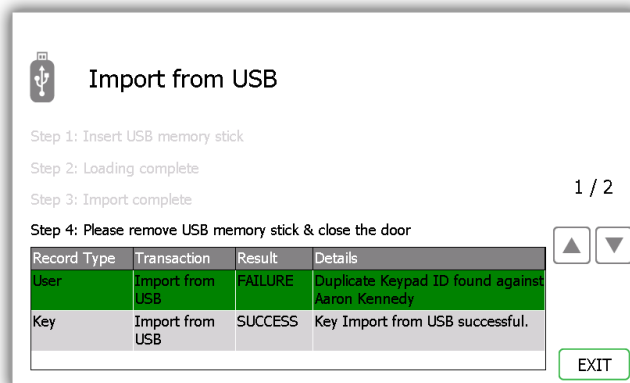 Import from USB
Step 1: Insert USB memory stick
Step 2: Loading complete
Step 3: Import complete
1 / 2
Step 4: Please remove USB memory stick & close the door
Record Type Transaction Result Details
User Import from USB FAILURE Duplicate Keypad ID found against Aaron Kennedy
Key Import from USB SUCCESS Key Import from USB successful.
EXIT